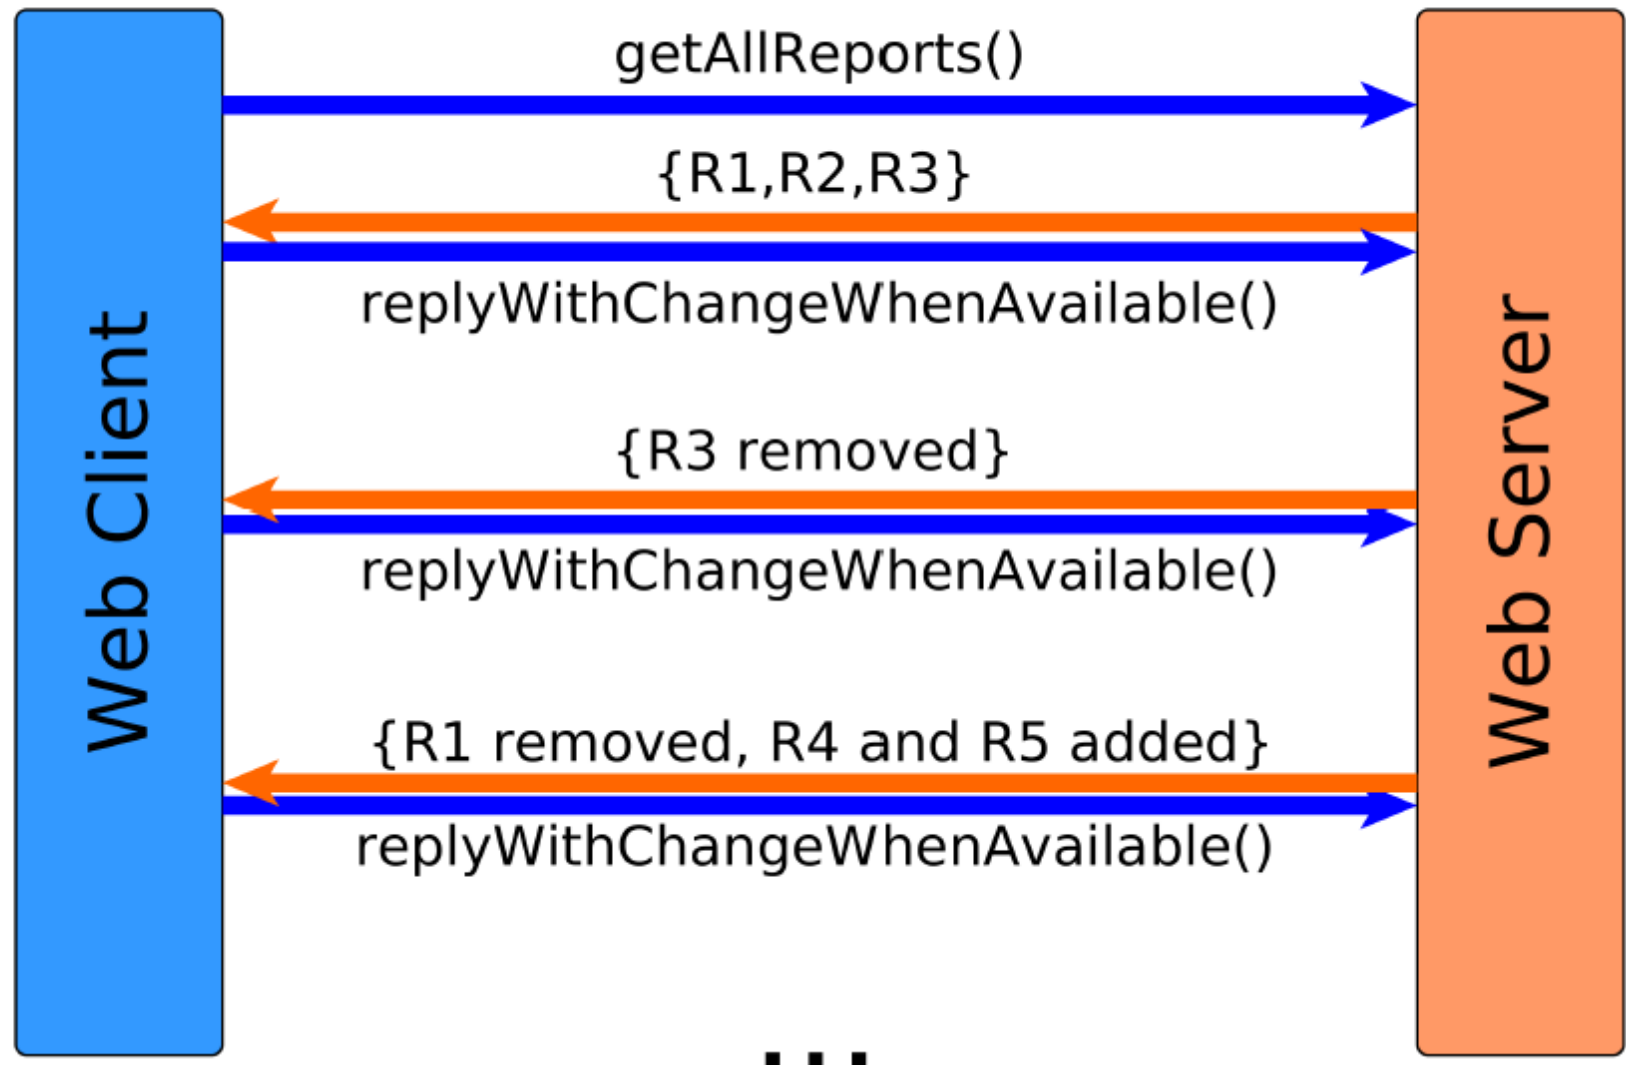 getAllReports()
{R1,R2,R3}
replyWithChangeWhenAvailable()
{R3 removed}
replyWithChangeWhenAvailable()
{R1 removed, R4 and R5 added}
replyWithChangeWhenAvailable()
...
Web Client
Web Server